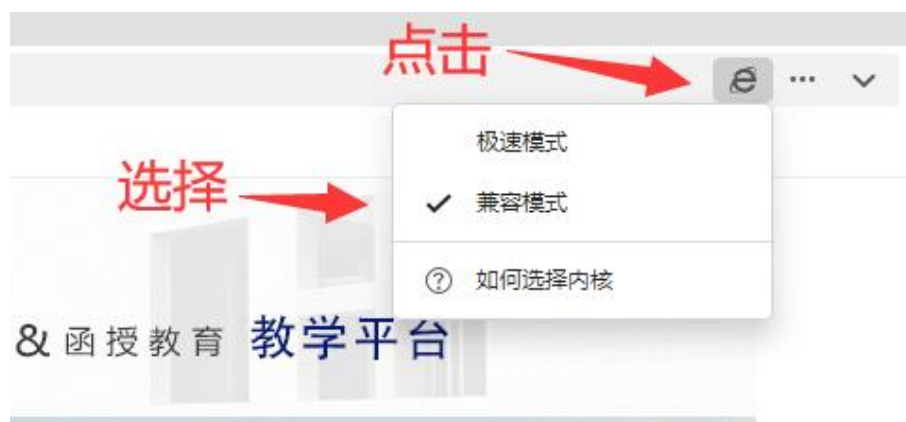 点击
极速模式
选择
兼容模式
如何选择内核
&函授教育 教学平台